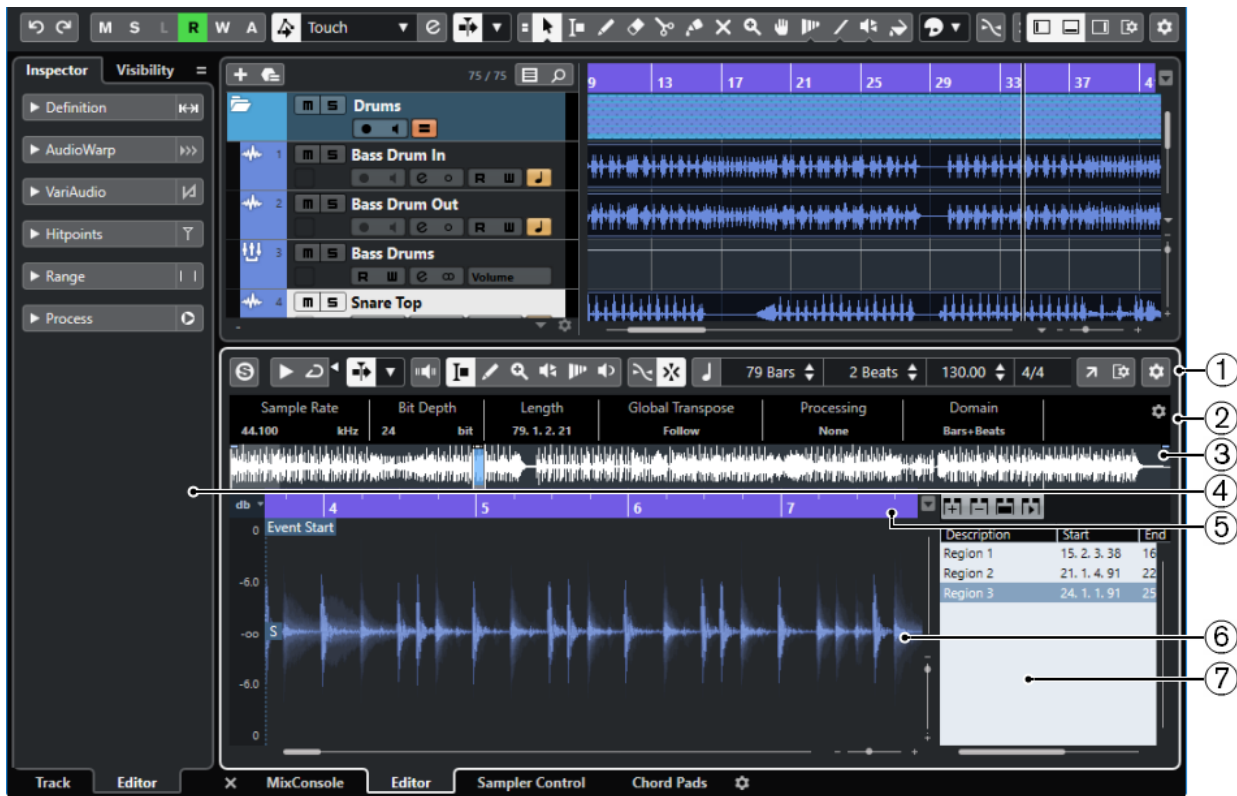 M S L R W A Touch
Inspector Visibility
Definition
AudioWarp
VariAudio
Hitpoints
Range
Process
75 / 75
9 13 17 21 25 29 33 37 4
m S Drums
1 m S Bass Drum In
e R W
2 m S Bass Drum Out
e R W
3 m S Bass Drums
R W e Volume
4 m S Snare Top
S 79 Bars 2 Beats 130.00 4/4
1
Sample Rate Bit Depth Length Global Transpose Processing Domain
44.100 kHz 24 bit 79. 1. 2. 21 Follow None Bars+Beats
2
3
4
db 4 5 6 7
5
Event Start
Description Start End
Region 1 15. 2. 3. 38 16
Region 2 21. 1. 4. 91 22
Region 3 24. 1. 1. 91 25
0
-6.0
-oo
S
-6.0
0
6
7
Track Editor MixConsole Editor Sampler Control Chord Pads